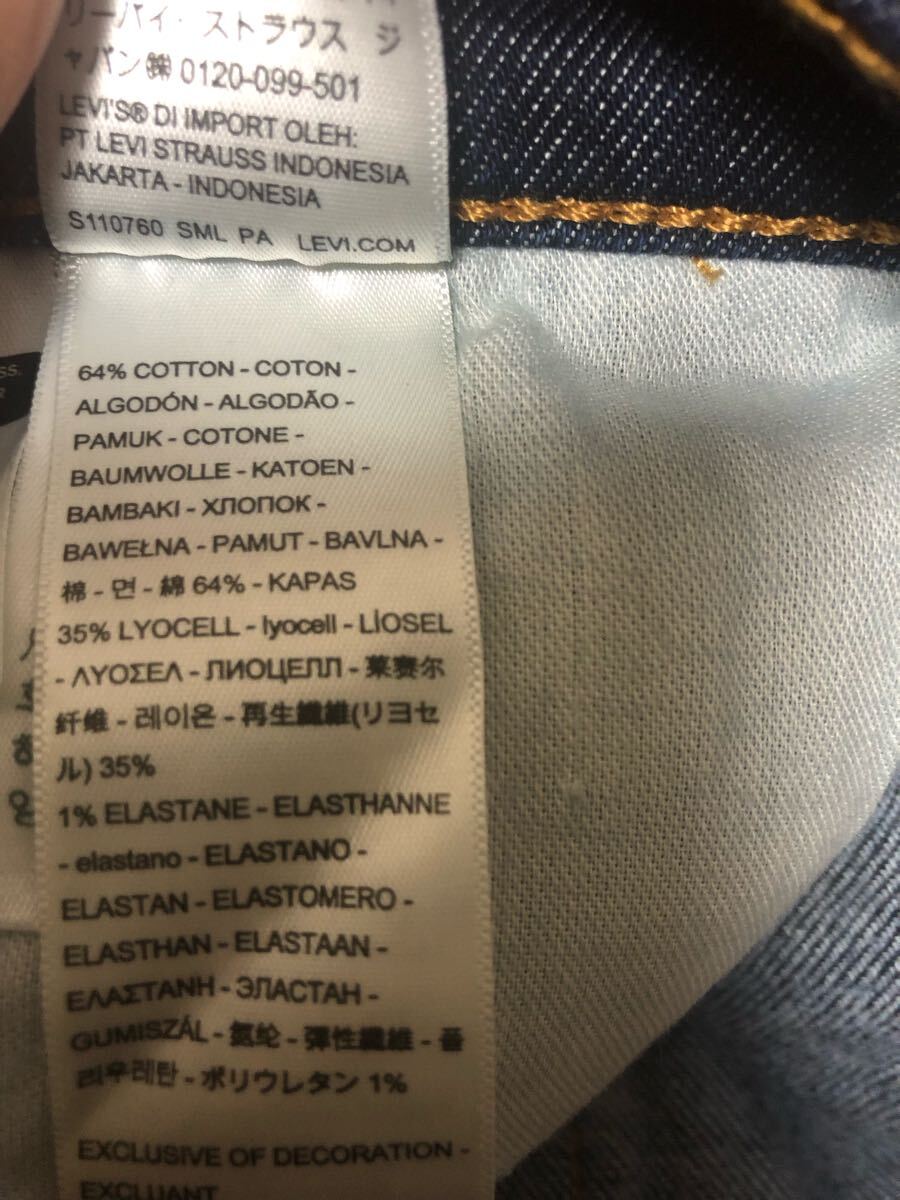 リーバイ・ストラウス ジ
ャパン㈱ 0120-099-501
LEVI'S® DI IMPORT OLEH:
PT LEVI STRAUSS INDONESIA
JAKARTA - INDONESIA
S110760 SML PA LEVI.COM
64% COTTON - COTON -
ALGODÓN - ALGODÃO -
PAMUK - COTONE -
BAUMWOLLE - KATOEN -
BAMBAKI - ХЛОПОК -
BAWEŁNA - PAMUT - BAVLNA -
棉 - 면 - 綿 64% - KAPAS
35% LYOCELL - lyocell - LİOSEL
- ΛΥΟΣΕΛ - ЛИОЦЕЛЛ - 莱赛尔
纤维 - 레이온 - 再生繊維(リヨセ
ル) 35%
1% ELASTANE - ELASTHANNE
- elastano - ELASTANO -
ELASTAN - ELASTOMERO -
ELASTHAN - ELASTAAN -
ΕΛΑΣΤΑΝΗ - ЭЛАСТАН -
GUMISZÁL - 氨纶 - 彈性纖維 - 폴
리우레탄 - ポリウレタン 1%
EXCLUSIVE OF DECORATION -
EXCLUANT